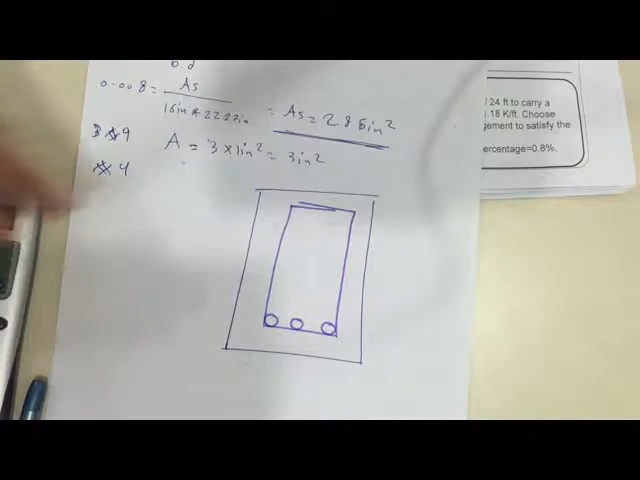 b d
0.008 = As / 16in * 22.27in = As = 2.85in²
3 * 9
A = 3 x 1in² = 3in²
* 4
24 ft to carry a
.18 K/ft. Choose
gement to satisfy the
ercentage=0.8%.